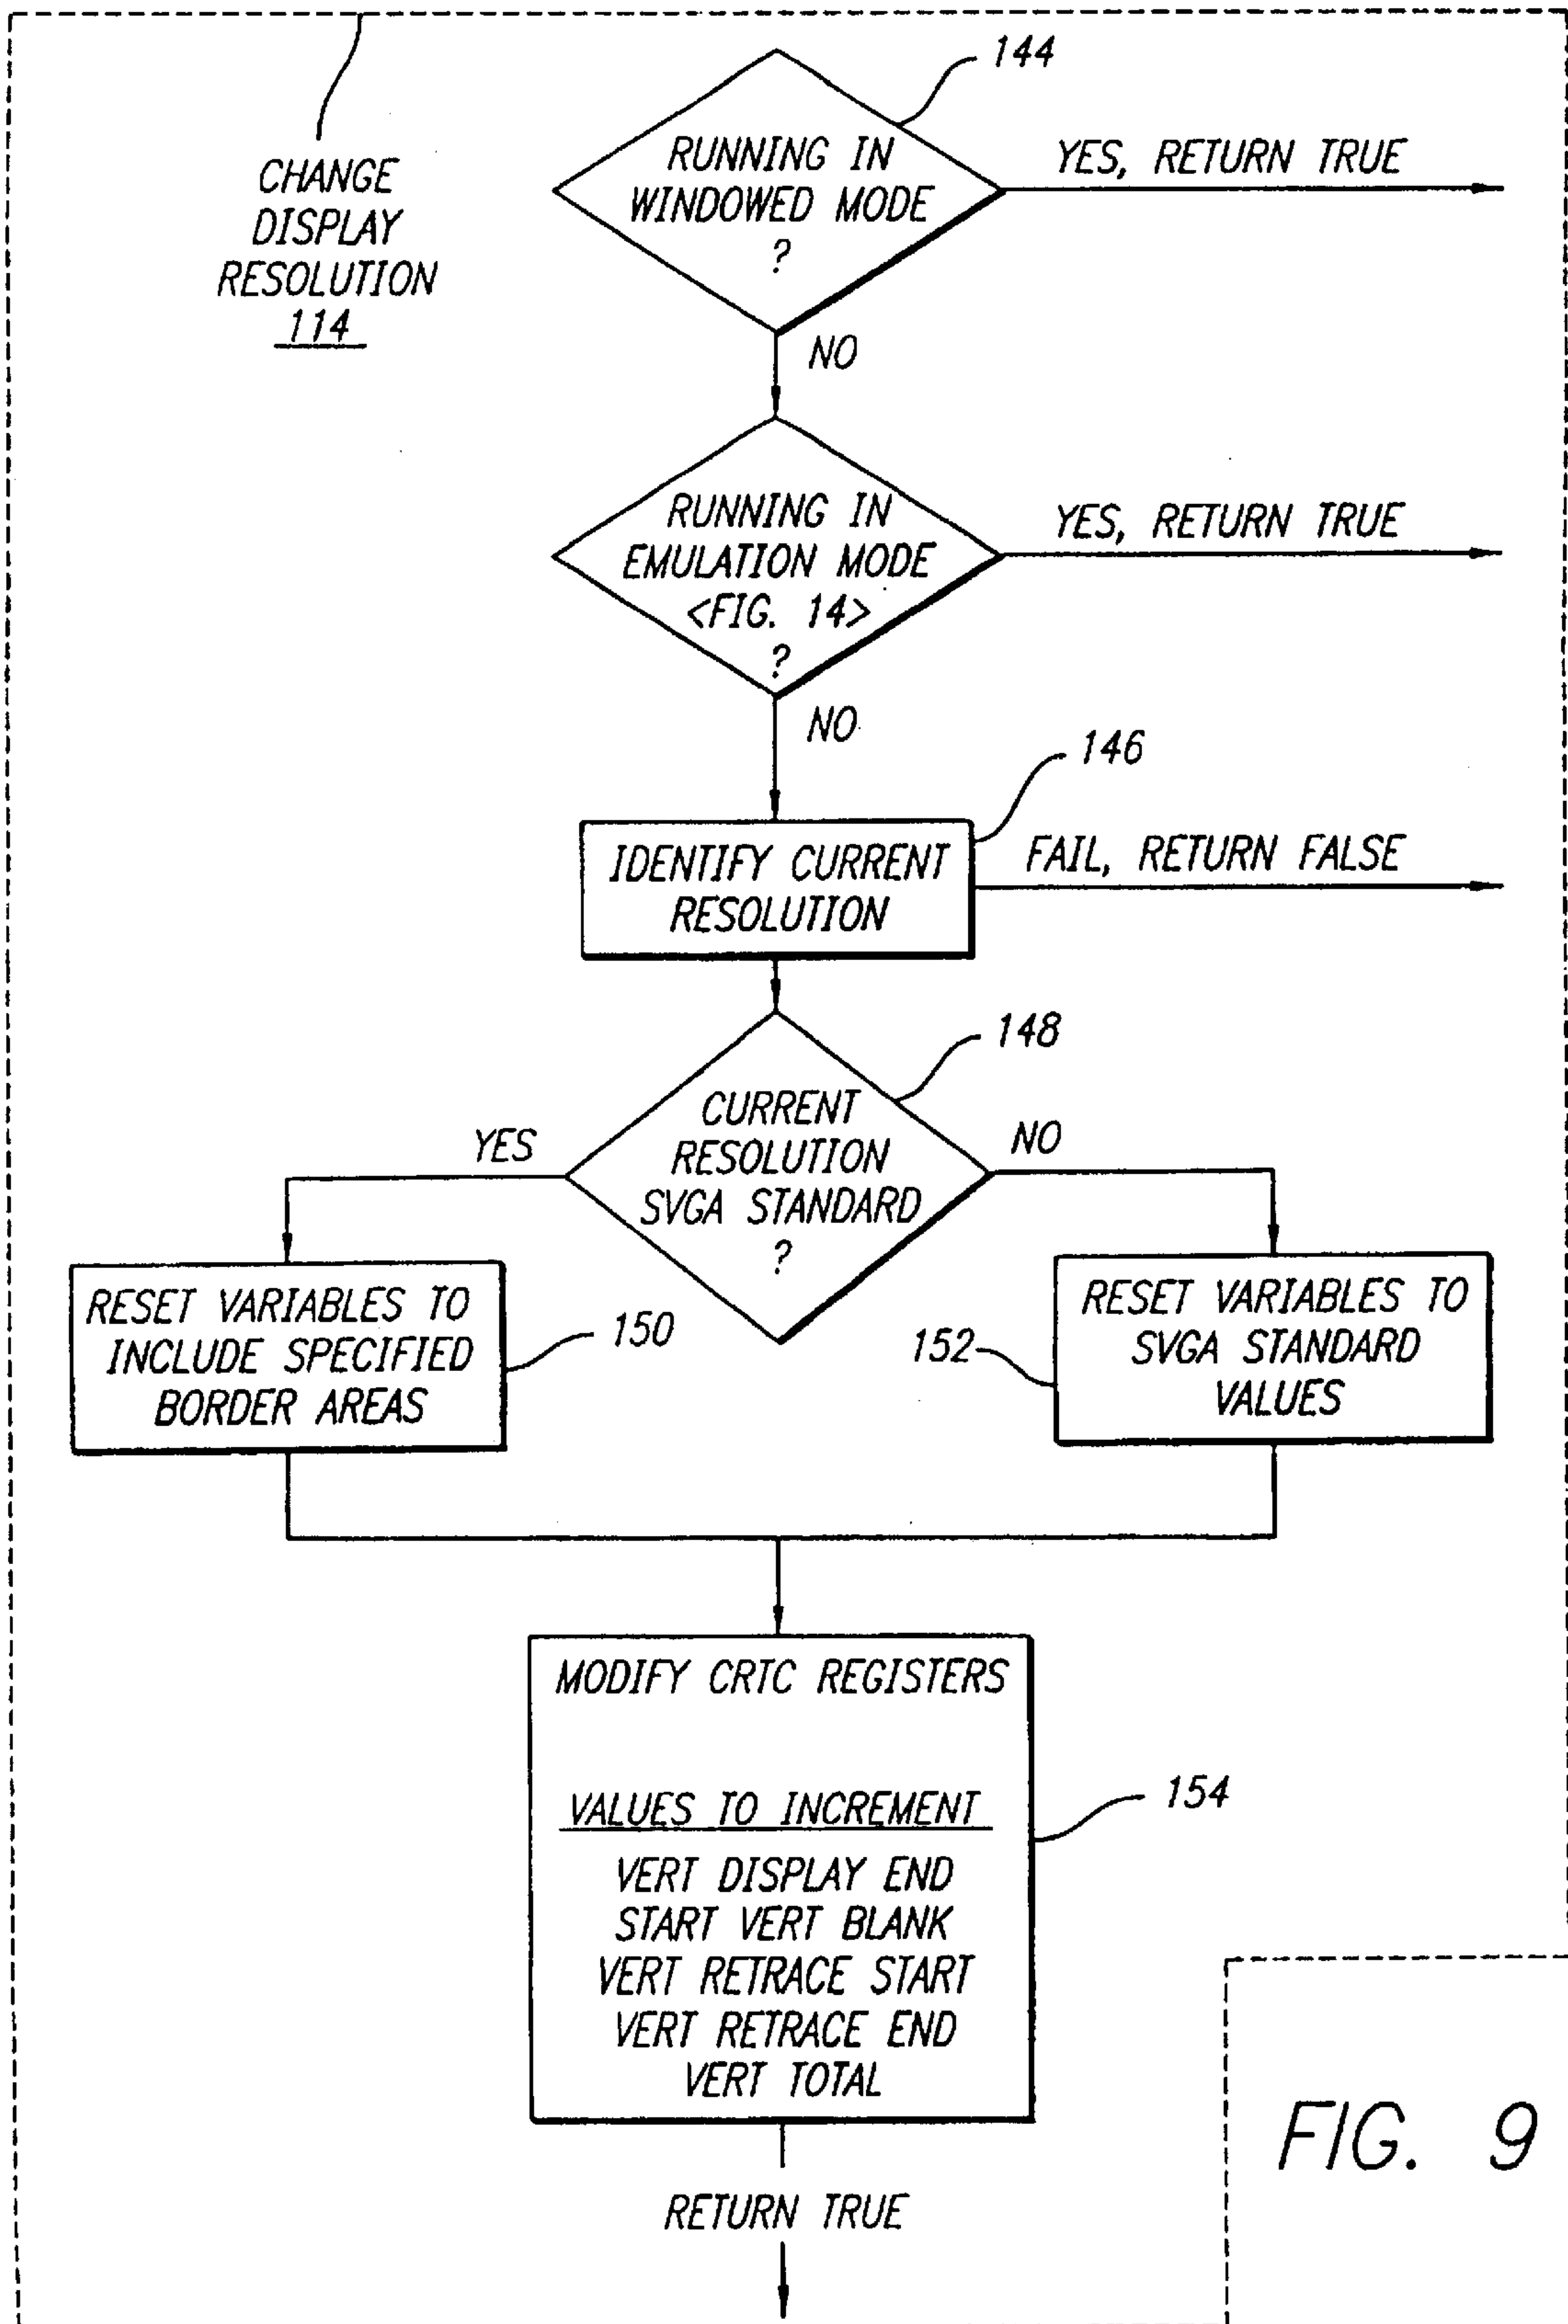 CHANGE
DISPLAY
RESOLUTION
114
144
RUNNING IN
WINDOWED MODE
?
YES, RETURN TRUE
NO
RUNNING IN
EMULATION MODE
<FIG. 14>
?
YES, RETURN TRUE
NO
146
IDENTIFY CURRENT
RESOLUTION
FAIL, RETURN FALSE
148
CURRENT
RESOLUTION
SVGA STANDARD
?
YES
NO
RESET VARIABLES TO
INCLUDE SPECIFIED
BORDER AREAS
150
152
RESET VARIABLES TO
SVGA STANDARD
VALUES
MODIFY CRTC REGISTERS
VALUES TO INCREMENT
VERT DISPLAY END
START VERT BLANK
VERT RETRACE START
VERT RETRACE END
VERT TOTAL
154
RETURN TRUE
FIG. 9